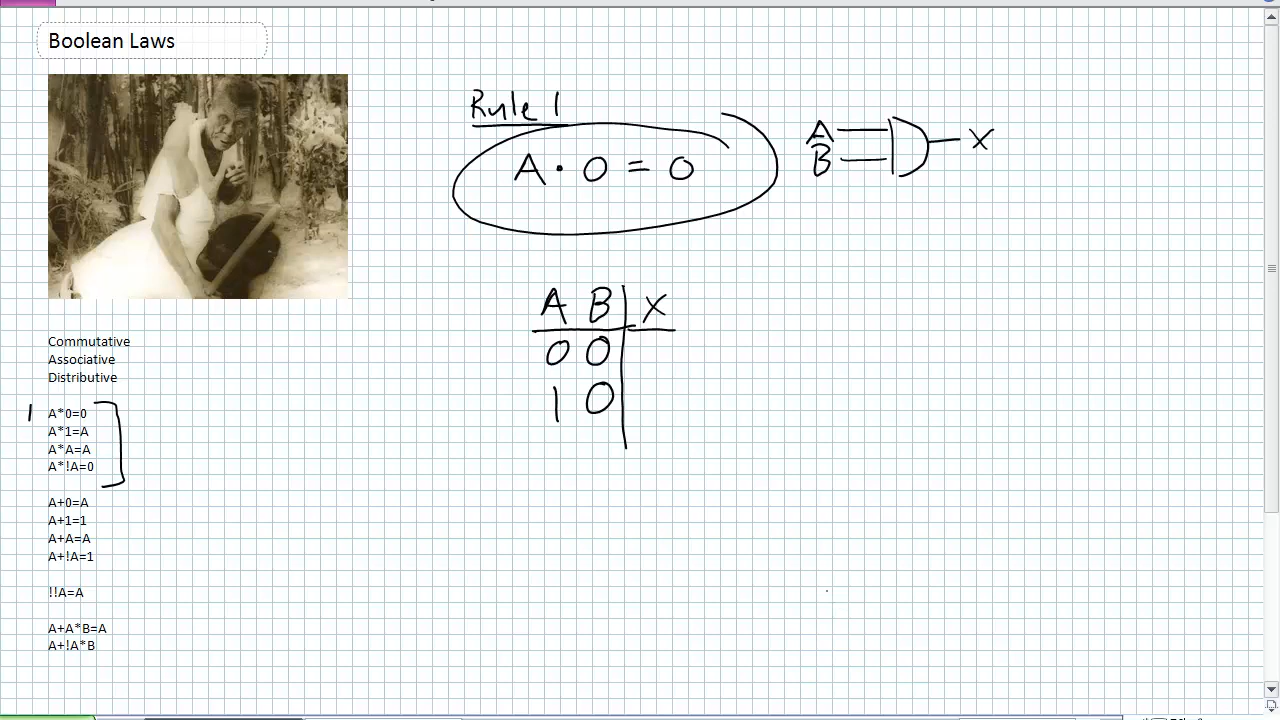 Boolean Laws
Rule 1
A · 0 = 0
A
B
X
A B X
0 0
1 0
Commutative
Associative
Distributive
1 A*0=0
A*1=A
A*A=A
A*!A=0
A+0=A
A+1=1
A+A=A
A+!A=1
!!A=A
A+A*B=A
A+!A*B